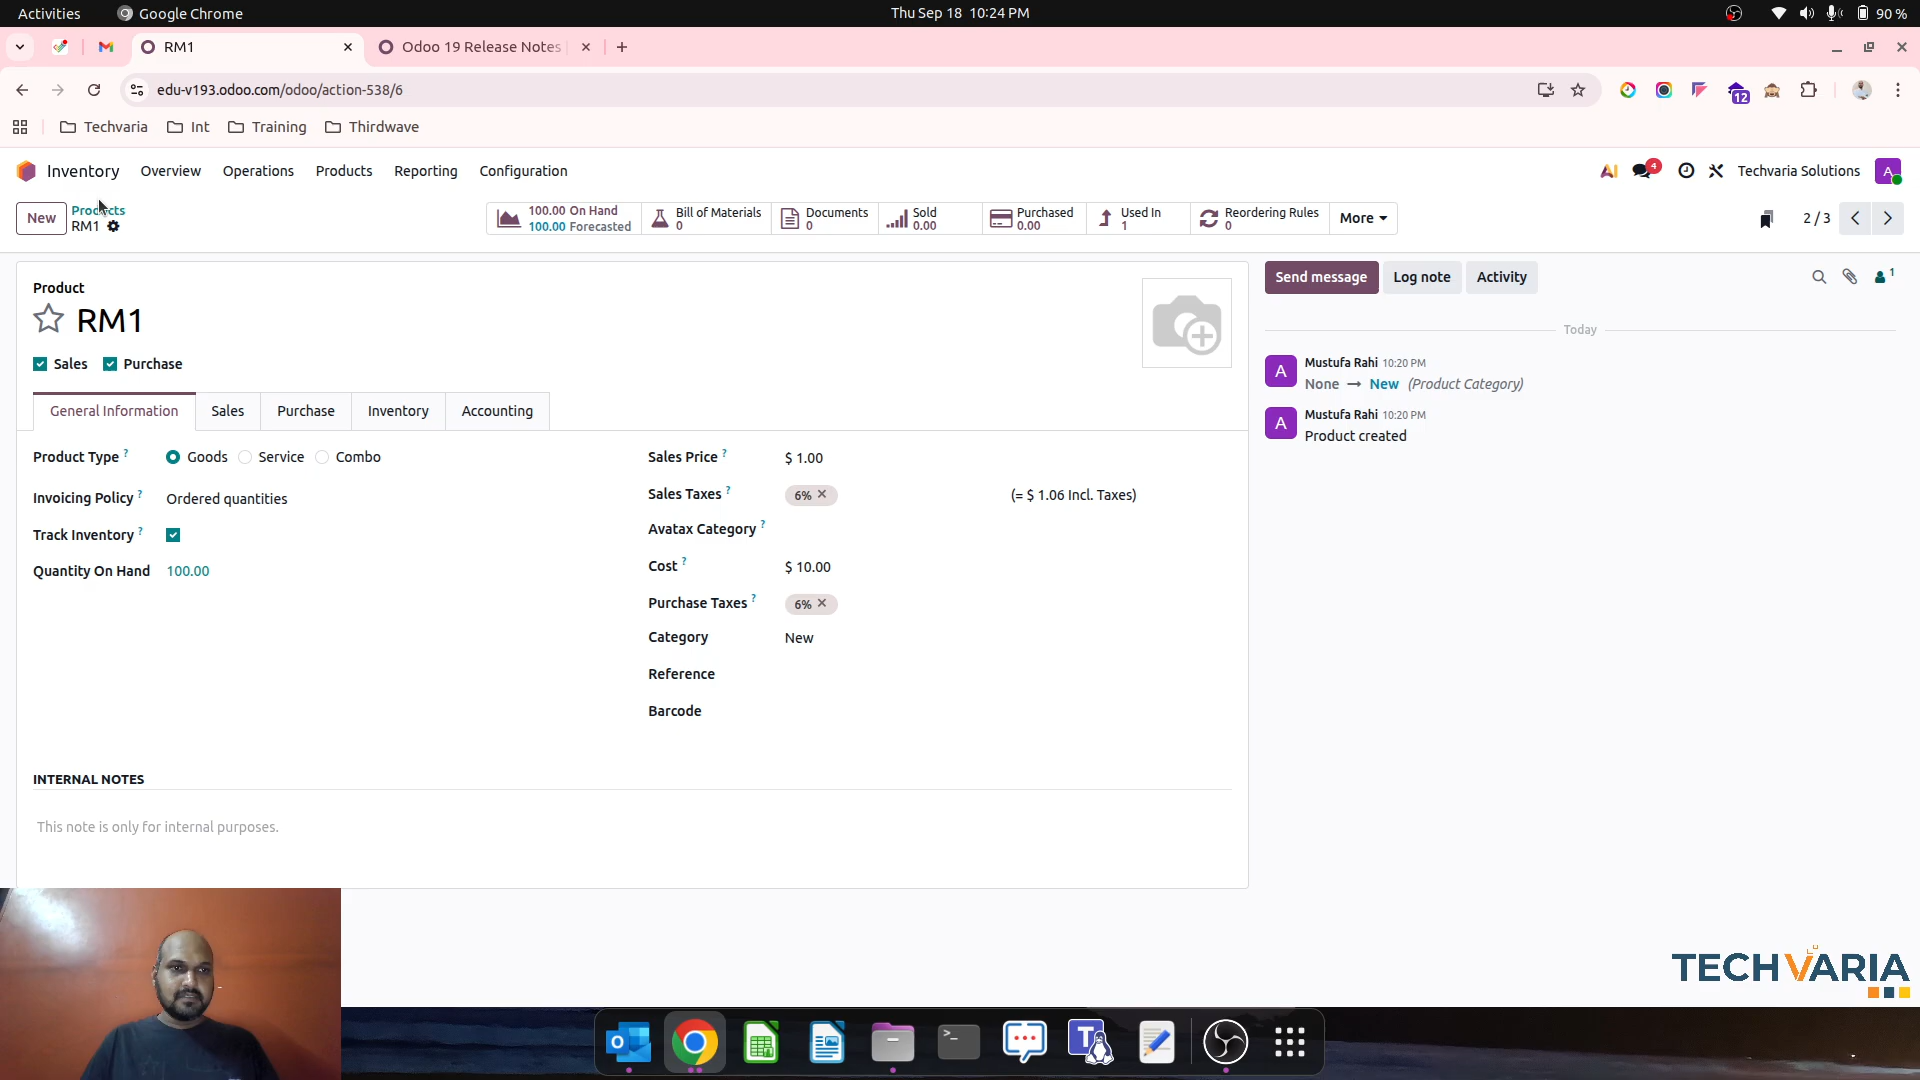 Activities
Google Chrome
Thu Sep 18 10:24 PM
90 %
RM1
Odoo 19 Release Notes
edu-v193.odoo.com/odoo/action-538/6
12
Techvaria
Int
Training
Thirdwave
Inventory
Overview
Operations
Products
Reporting
Configuration
AI
4
Techvaria Solutions
A
New
Products
RM1
100.00 On Hand
100.00 Forecasted
Bill of Materials
0
Documents
0
Sold
0.00
Purchased
0.00
Used In
1
Reordering Rules
0
More
2 / 3
Product
RM1
Sales
Purchase
Send message
Log note
Activity
1
Today
General Information
Sales
Purchase
Inventory
Accounting
Product Type ?
Goods
Service
Combo
Invoicing Policy ?
Ordered quantities
Track Inventory ?
Quantity On Hand
100.00
Sales Price ?
$ 1.00
Sales Taxes ?
6% ✕
(= $ 1.06 Incl. Taxes)
Avatax Category ?
Cost ?
$ 10.00
Purchase Taxes ?
6% ✕
Category
New
Reference
Barcode
A
Mustufa Rahi 10:20 PM
None → New (Product Category)
A
Mustufa Rahi 10:20 PM
Product created
INTERNAL NOTES
This note is only for internal purposes.
TECHVARIA